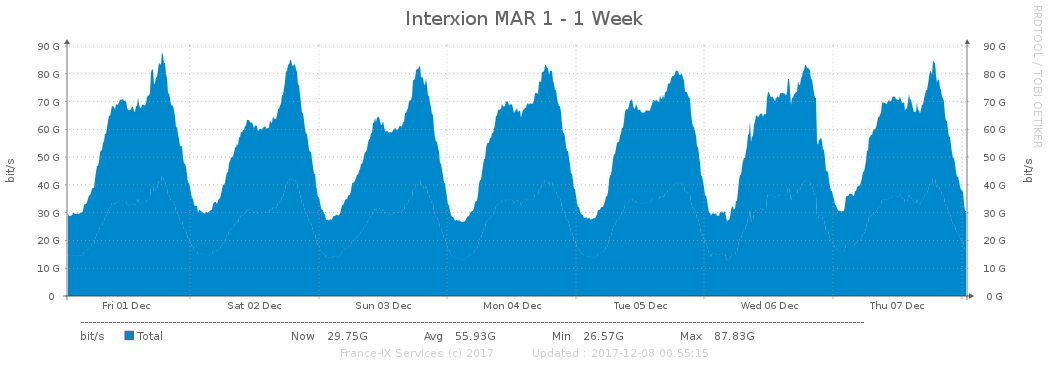 Interxion MAR 1 - 1 Week
RRDTOOL / TOBI OETIKER
bit/s
90 G 90 G
80 G 80 G
70 G 70 G
60 G 60 G
50 G 50 G
40 G 40 G
30 G 30 G
20 G 20 G
10 G 10 G
0 0 G
bit/s
Fri 01 Dec Sat 02 Dec Sun 03 Dec Mon 04 Dec Tue 05 Dec Wed 06 Dec Thu 07 Dec
bit/s Total Now 29.75G Avg 55.93G Min 26.57G Max 87.83G
France-IX Services (c) 2017 Updated : 2017-12-08 00:55:15